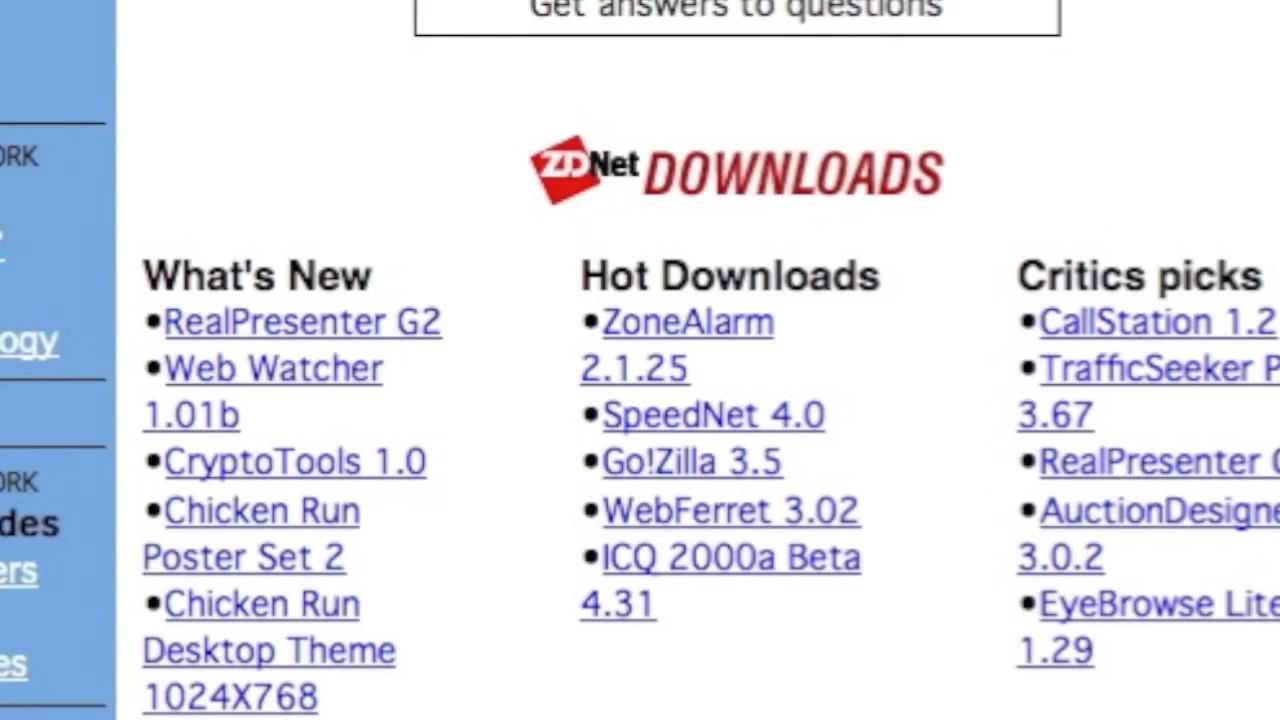 Get answers to questions
ORK
ZDNet DOWNLOADS
What's New
•RealPresenter G2
•Web Watcher
1.01b
•CryptoTools 1.0
•Chicken Run
Poster Set 2
•Chicken Run
Desktop Theme
1024X768
Hot Downloads
•ZoneAlarm
2.1.25
•SpeedNet 4.0
•Go!Zilla 3.5
•WebFerret 3.02
•ICQ 2000a Beta
4.31
Critics picks
•CallStation 1.2
•TrafficSeeker P
3.67
•RealPresenter
•AuctionDesigne
3.0.2
•EyeBrowse Lite
1.29
ogy
ORK
des
ers
es